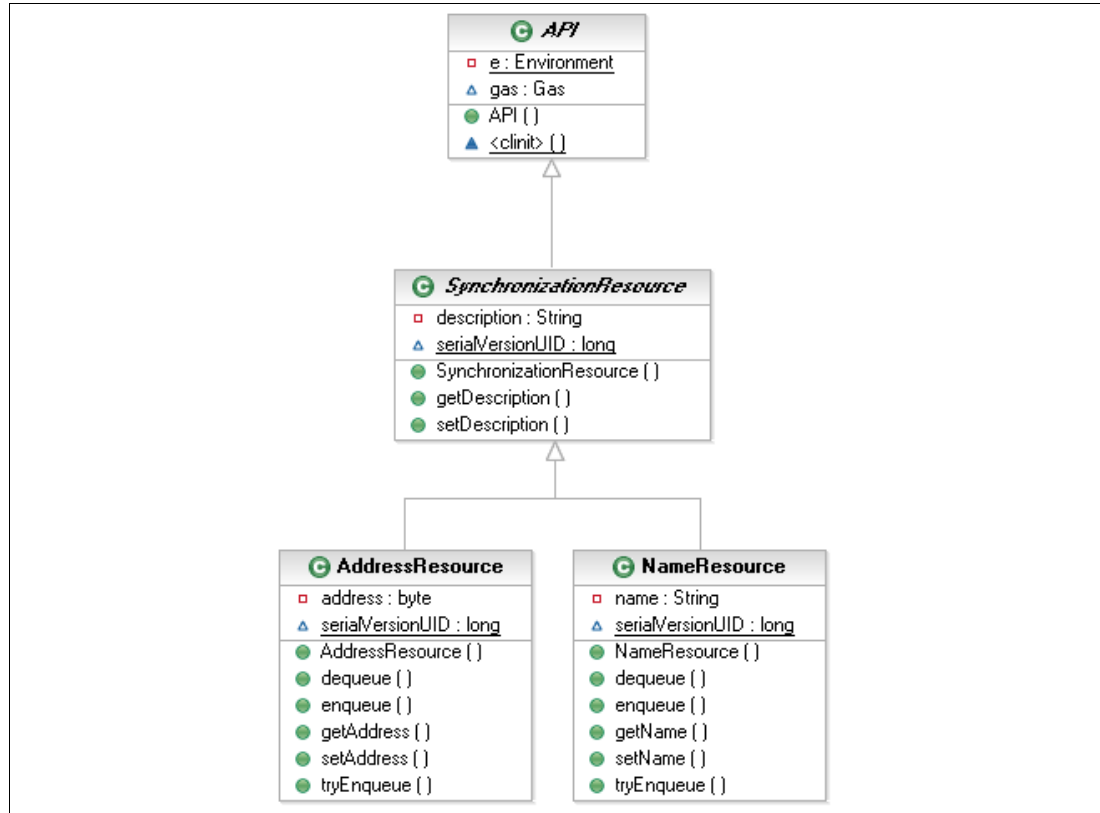 C API
e : Environment
gas : Gas
API ( )
<clinit> ( )
C SynchronizationResource
description : String
serialVersionUID : long
SynchronizationResource ( )
getDescription ( )
setDescription ( )
C AddressResource
address : byte
serialVersionUID : long
AddressResource ( )
dequeue ( )
enqueue ( )
getAddress ( )
setAddress ( )
tryEnqueue ( )
C NameResource
name : String
serialVersionUID : long
NameResource ( )
dequeue ( )
enqueue ( )
getName ( )
setName ( )
tryEnqueue ( )